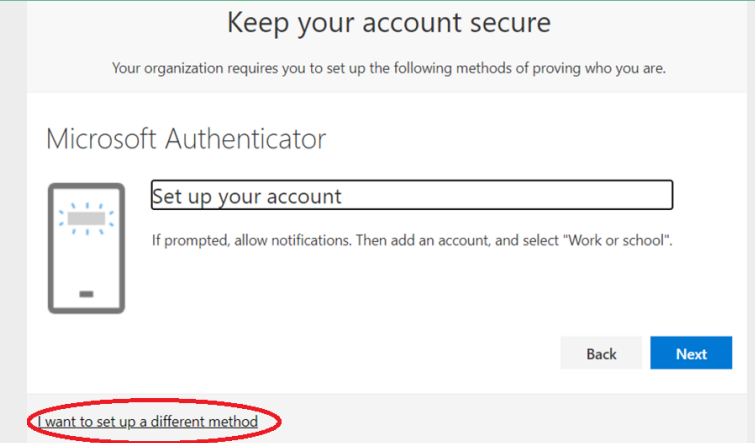 Keep your account secure
Your organization requires you to set up the following methods of proving who you are.
Microsoft Authenticator
Set up your account
If prompted, allow notifications. Then add an account, and select "Work or school".
Back
Next
I want to set up a different method